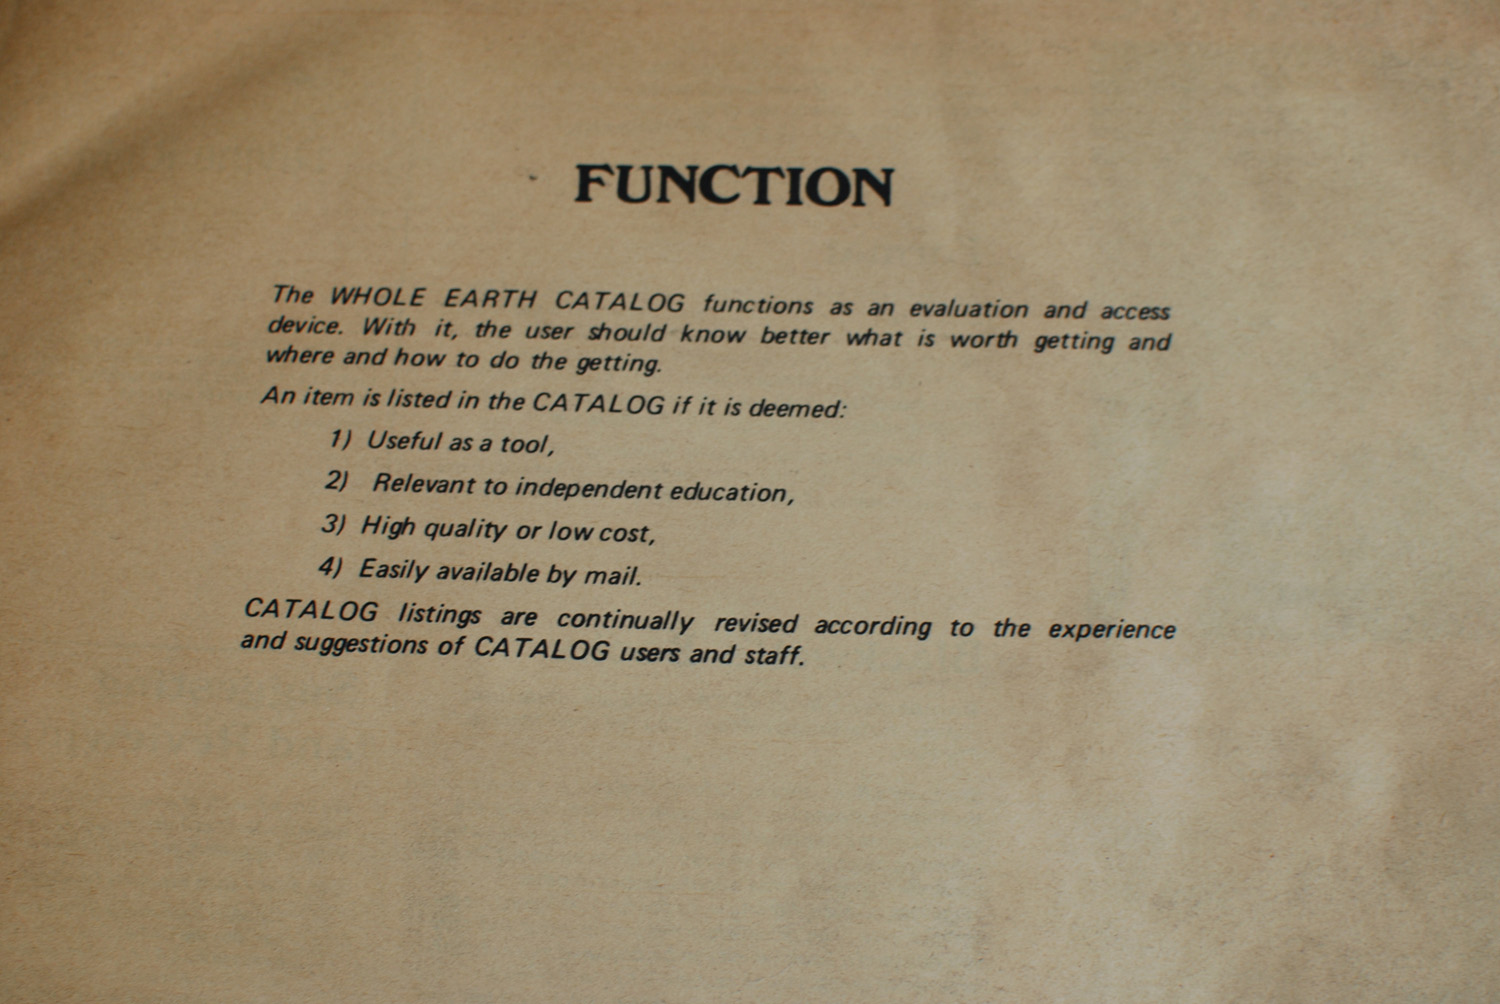 FUNCTION
The WHOLE EARTH CATALOG functions as an evaluation and access
device. With it, the user should know better what is worth getting and
where and how to do the getting.
An item is listed in the CATALOG if it is deemed:
1) Useful as a tool,
2) Relevant to independent education,
3) High quality or low cost,
4) Easily available by mail.
CATALOG listings are continually revised according to the experience
and suggestions of CATALOG users and staff.